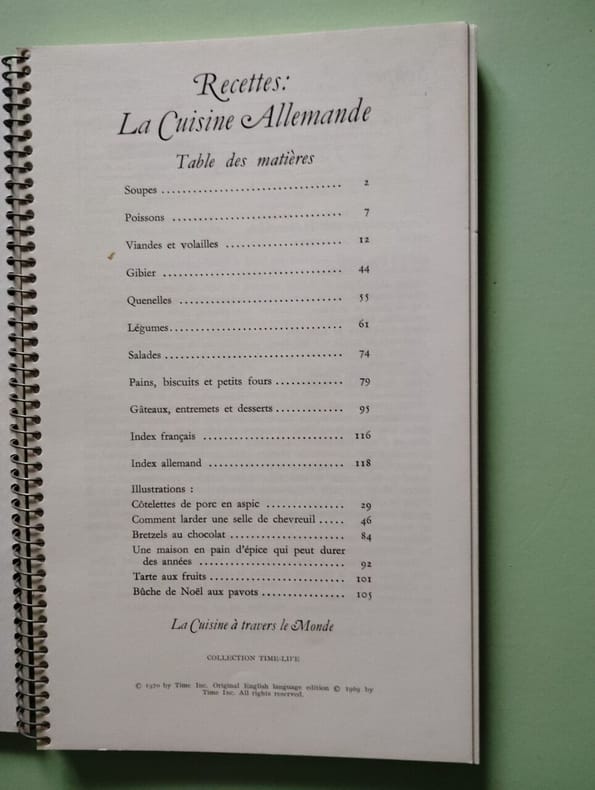 Recettes:
La Cuisine Allemande
Table des matières
Soupes .................................. 2
Poissons ................................ 7
Viandes et volailles ...................... 12
Gibier .................................. 44
Quenelles ............................... 55
Légumes................................. 61
Salades .................................. 74
Pains, biscuits et petits fours ............. 79
Gâteaux, entremets et desserts ............. 95
Index français ........................... 116
Index allemand .......................... 118
Illustrations :
Côtelettes de porc en aspic ............... 29
Comment larder une selle de chevreuil ..... 46
Bretzels au chocolat ...................... 84
Une maison en pain d'épice qui peut durer
des années ............................ 92
Tarte aux fruits .......................... 101
Bûche de Noël aux pavots ................ 105
La Cuisine à travers le Monde
COLLECTION TIME-LIFE
© 1970 by Time Inc. Original English language edition © 1969 by
Time Inc. All rights reserved.